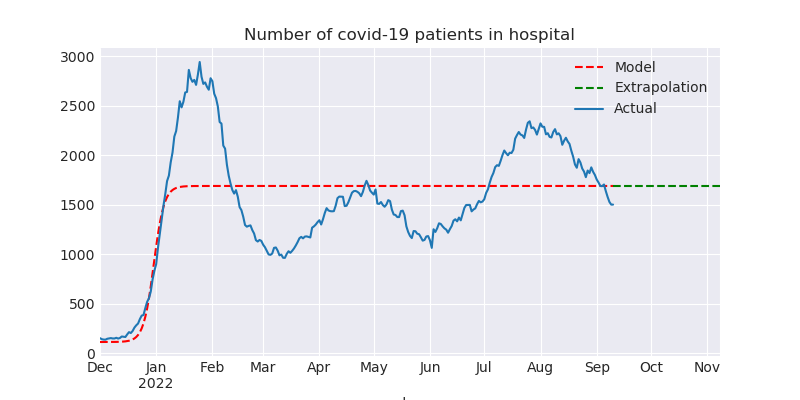 Number of covid-19 patients in hospital
3000
2500
2000
1500
1000
500
0
Model
Extrapolation
Actual
Dec Jan Feb Mar Apr May Jun Jul Aug Sep Oct Nov
2022